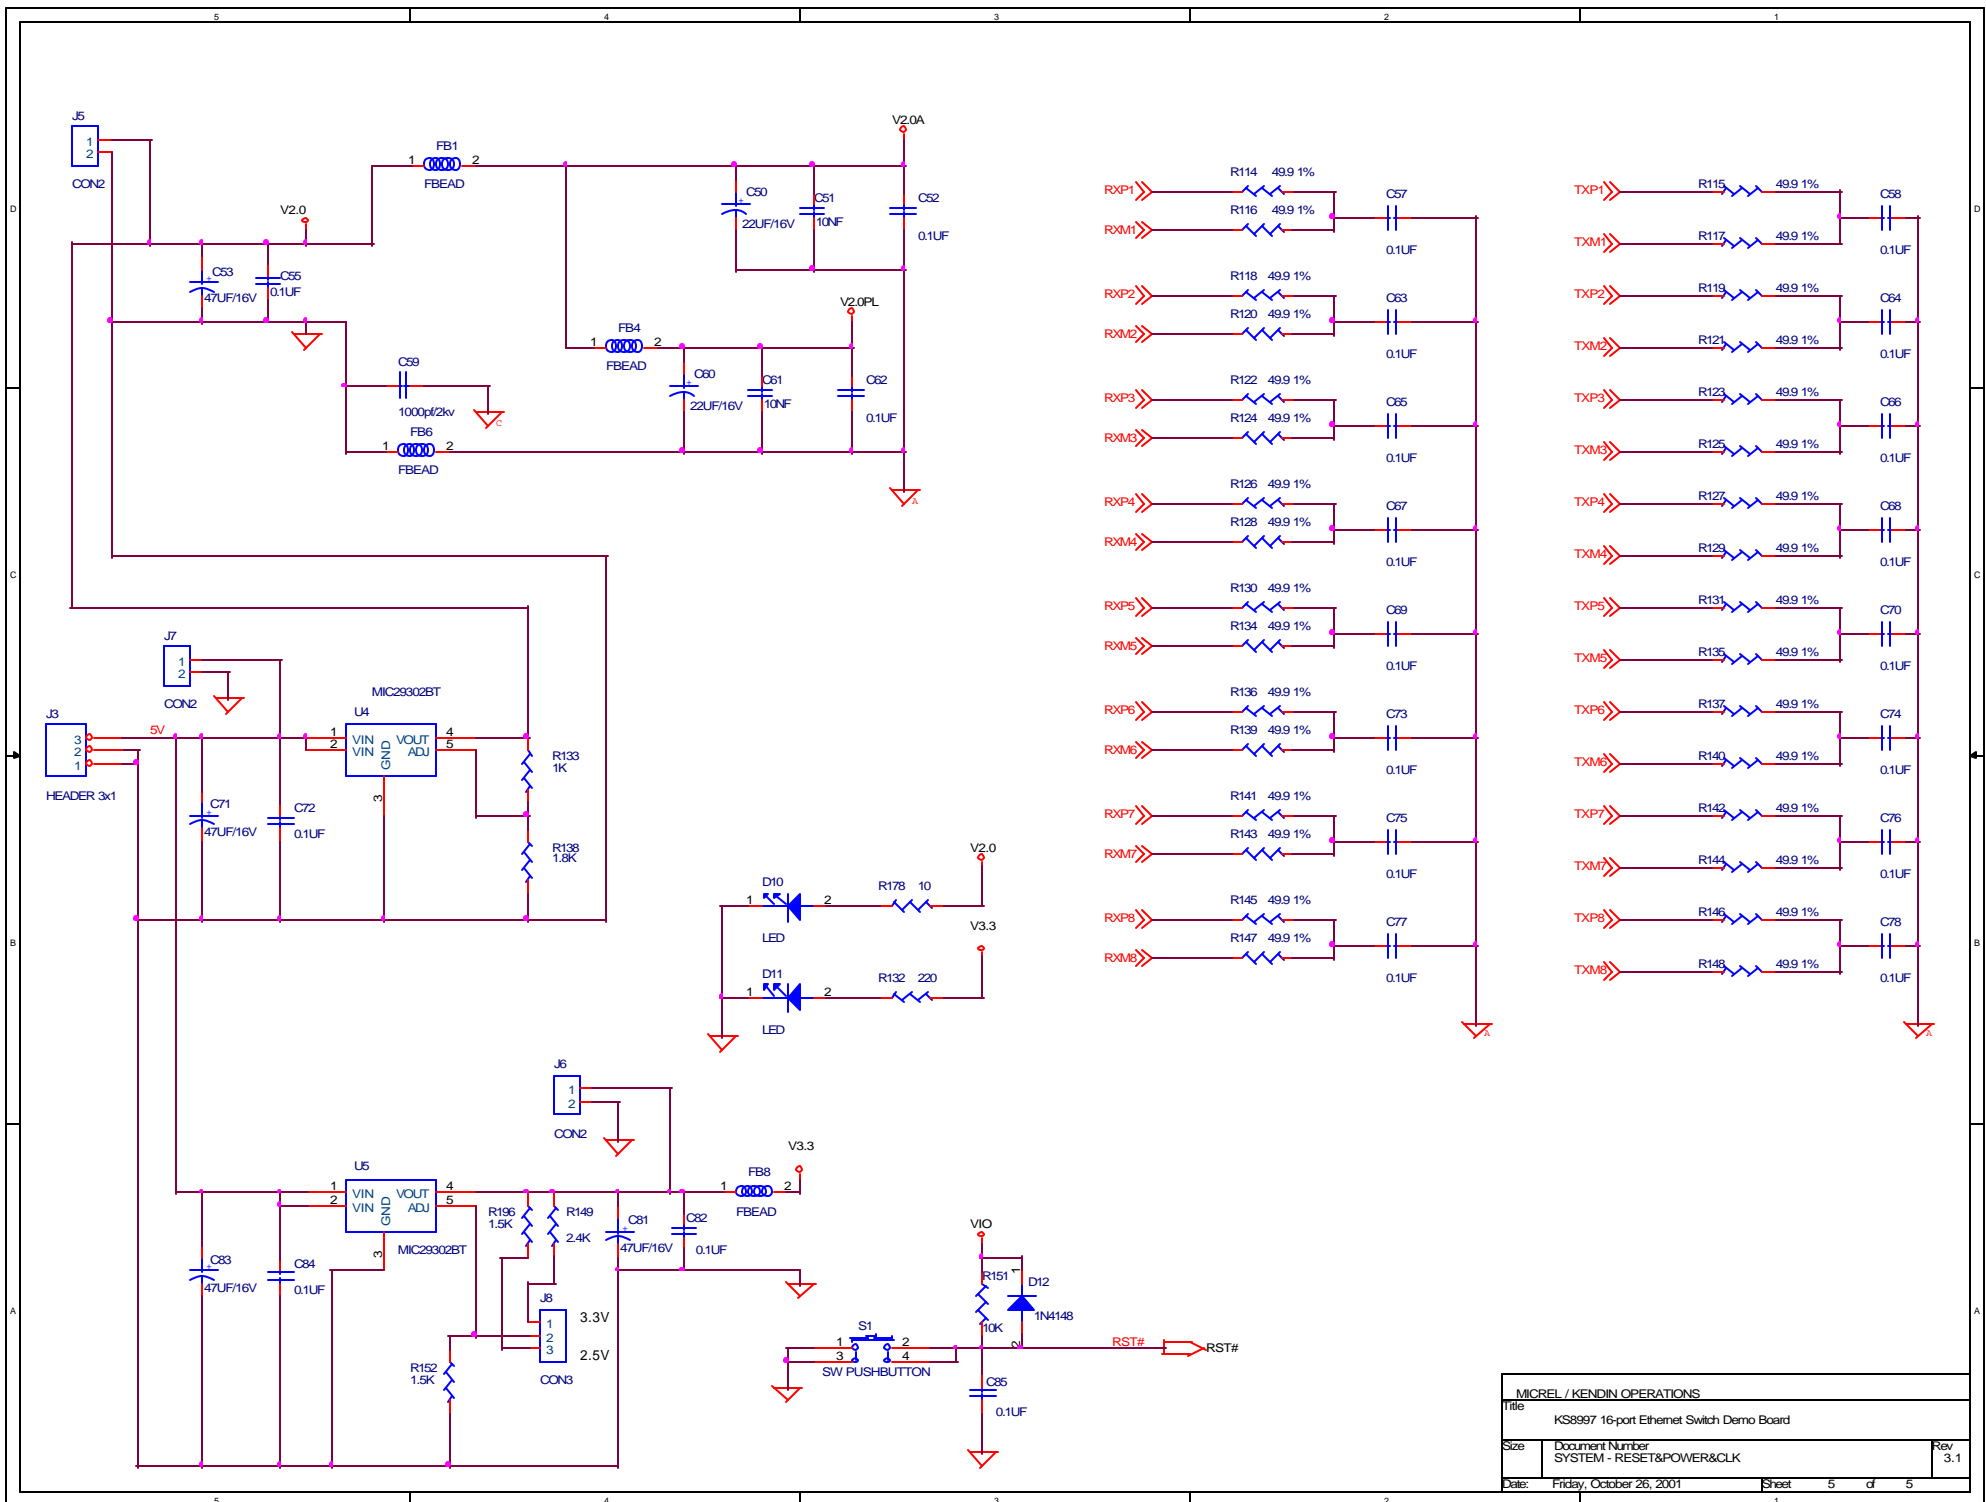 5 4 3 2 1
D
C
B
A
J5
1
2
CON2
V2.0
C53
47UF/16V
C55
0.1UF
1 FB1 2
FBEAD
V2.0A
C50
22UF/16V
C51
10NF
C52
0.1UF
V2.0PL
1 FB4 2
FBEAD
C60
22UF/16V
C61
10NF
C62
0.1UF
C59
1000pf/2kv
C
1 FB6 2
FBEAD
A
J7
1
2
CON2
J3
3
2
1
HEADER 3x1
5V
MIC29302BT
U4
1 VIN VOUT 4
2 VIN ADJ 5
GND
3
R133
1K
R138
1.8K
C71
47UF/16V
C72
0.1UF
D10
1 2
LED
R178 10
V2.0
D11
1 2
LED
R132 220
V3.3
J6
1
2
CON2
U5
1 VIN VOUT 4
2 VIN ADJ 5
GND
3
MIC29302BT
C83
47UF/16V
C84
0.1UF
R196
1.5K
R149
2.4K
C81
47UF/16V
C82
0.1UF
1 FB8 2
FBEAD
V3.3
J8
1 3.3V
2
3 2.5V
CON3
R152
1.5K
VIO
R151
10K
1
D12
1N4148
2
S1
1 2
3 4
SW PUSHBUTTON
C85
0.1UF
RST#
RST#
RXP1 R114 49.9 1%
RXM1 R116 49.9 1%
C57
0.1UF
RXP2 R118 49.9 1%
RXM2 R120 49.9 1%
C63
0.1UF
RXP3 R122 49.9 1%
RXM3 R124 49.9 1%
C65
0.1UF
RXP4 R126 49.9 1%
RXM4 R128 49.9 1%
C67
0.1UF
RXP5 R130 49.9 1%
RXM5 R134 49.9 1%
C69
0.1UF
RXP6 R136 49.9 1%
RXM6 R139 49.9 1%
C73
0.1UF
RXP7 R141 49.9 1%
RXM7 R143 49.9 1%
C75
0.1UF
RXP8 R145 49.9 1%
RXM8 R147 49.9 1%
C77
0.1UF
A
TXP1 R115 49.9 1%
TXM1 R117 49.9 1%
C58
0.1UF
TXP2 R119 49.9 1%
TXM2 R121 49.9 1%
C64
0.1UF
TXP3 R123 49.9 1%
TXM3 R125 49.9 1%
C66
0.1UF
TXP4 R127 49.9 1%
TXM4 R129 49.9 1%
C68
0.1UF
TXP5 R131 49.9 1%
TXM5 R135 49.9 1%
C70
0.1UF
TXP6 R137 49.9 1%
TXM6 R140 49.9 1%
C74
0.1UF
TXP7 R142 49.9 1%
TXM7 R144 49.9 1%
C76
0.1UF
TXP8 R146 49.9 1%
TXM8 R148 49.9 1%
C78
0.1UF
A
D
C
B
A
MICREL / KENDIN OPERATIONS
Title
KS8997 16-port Ethernet Switch Demo Board
Size Document Number Rev
SYSTEM - RESET&POWER&CLK 3.1
Date: Friday, October 26, 2001 Sheet 5 of 5
5 4 3 2 1